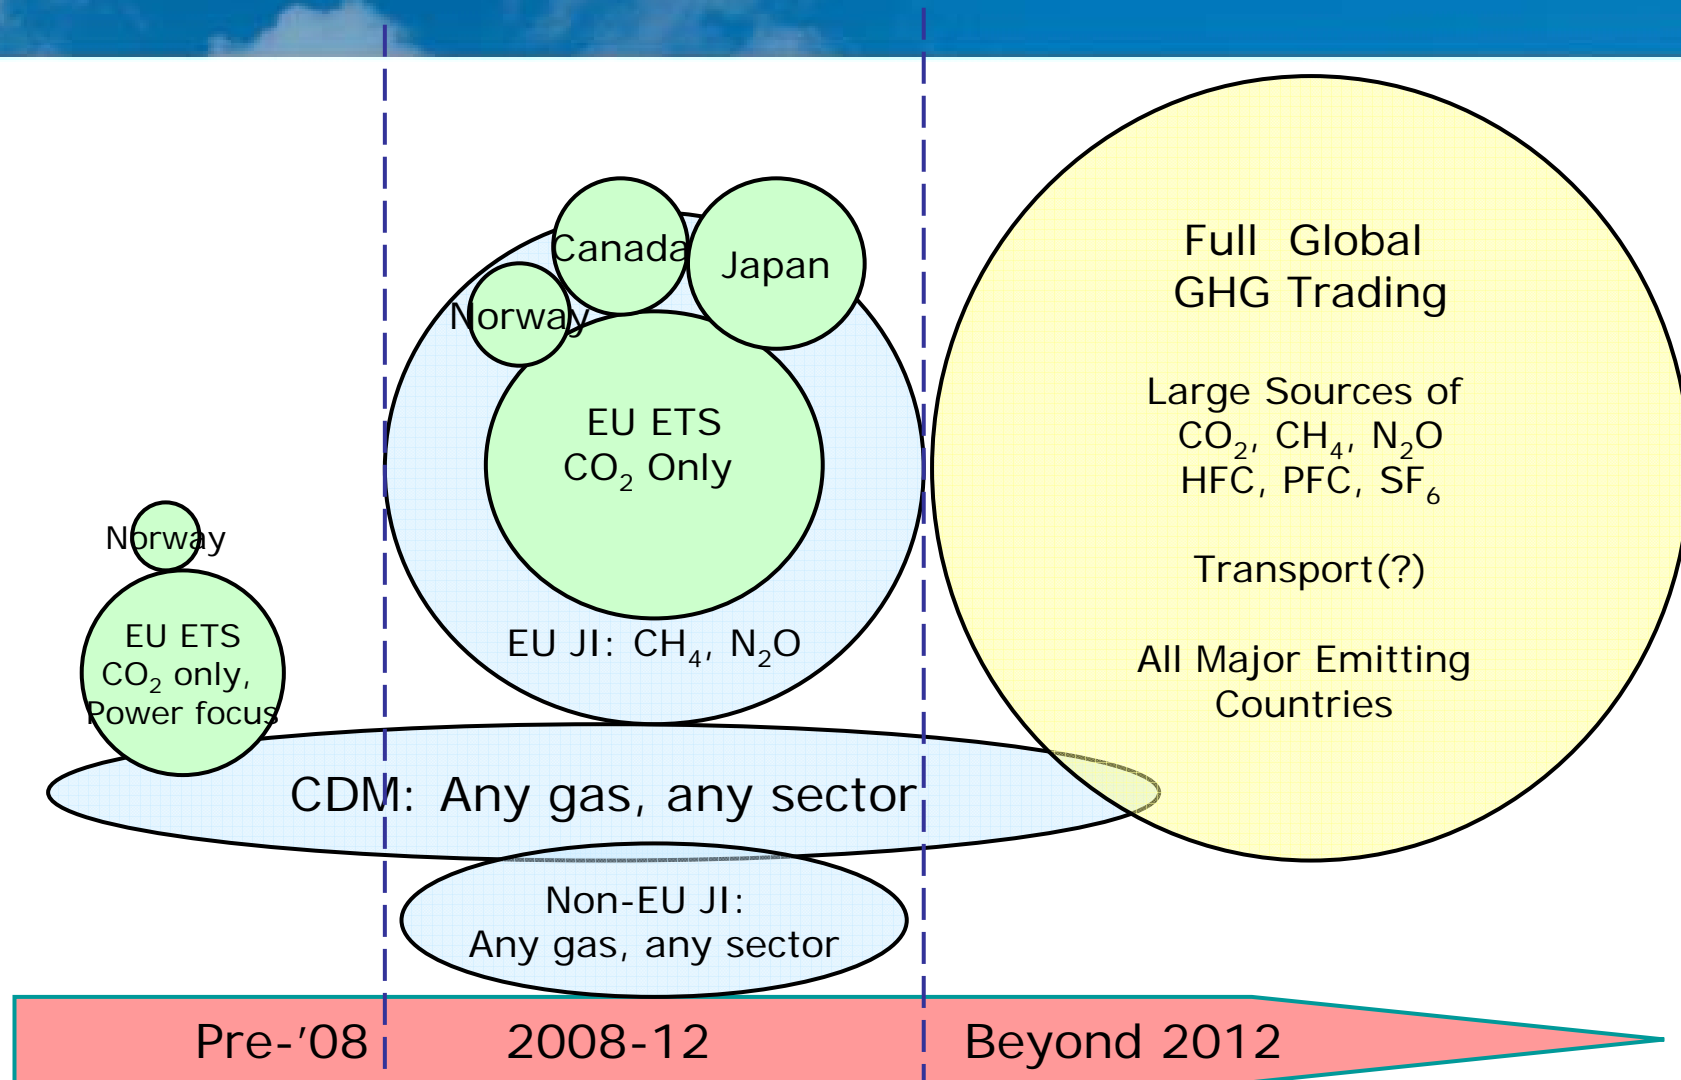 Norway
EU ETS
CO₂ only,
Power focus
Canada
Japan
Norway
EU ETS
CO₂ Only
EU JI: CH₄, N₂O
CDM: Any gas, any sector
Non-EU JI:
Any gas, any sector
Full Global
GHG Trading
Large Sources of
CO₂, CH₄, N₂O
HFC, PFC, SF₆
Transport(?)
All Major Emitting
Countries
Pre-’08
2008-12
Beyond 2012